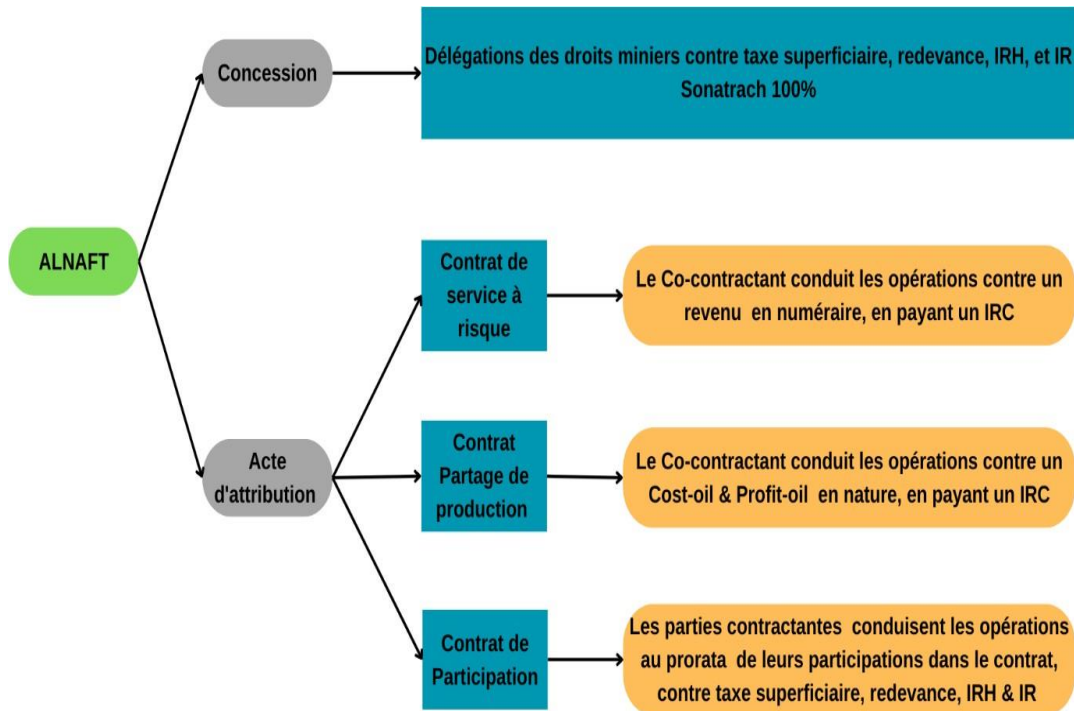 Concession
Délégations des droits miniers contre taxe superficiaire, redevance, IRH, et IR
Sonatrach 100%
ALNAFT
Acte
d'attribution
Contrat de
service à
risque
Le Co-contractant conduit les opérations contre un
revenu en numéraire, en payant un IRC
Contrat
Partage de
production
Le Co-contractant conduit les opérations contre un
Cost-oil & Profit-oil en nature, en payant un IRC
Contrat de
Participation
Les parties contractantes conduisent les opérations
au prorata de leurs participations dans le contrat,
contre taxe superficiaire, redevance, IRH & IR